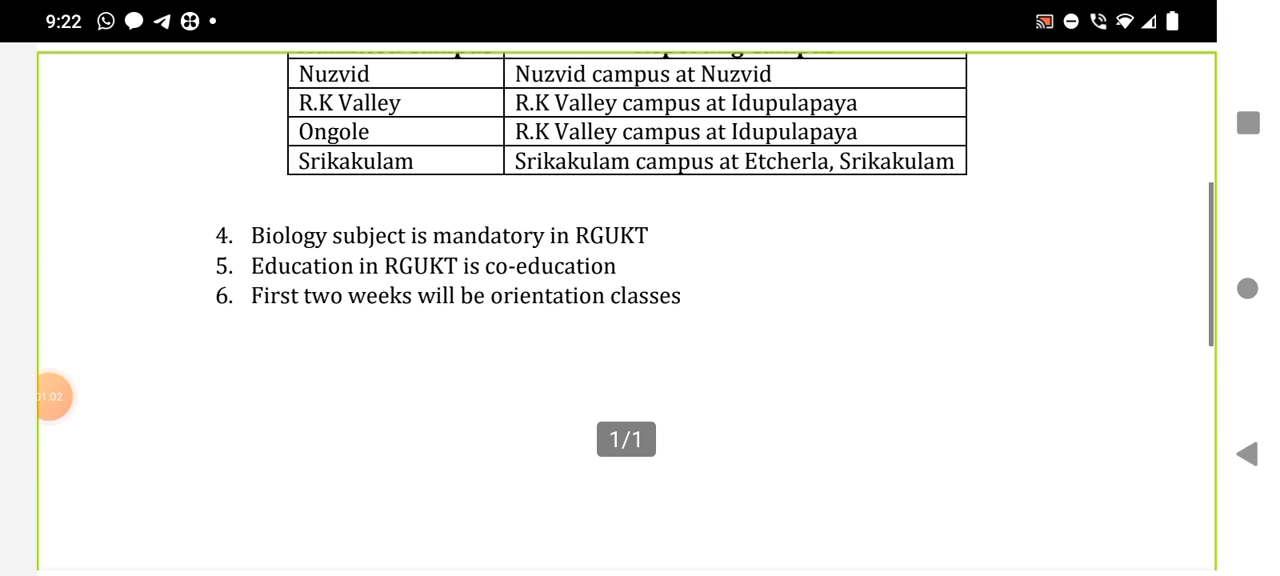 9:22
Nuzvid Nuzvid campus at Nuzvid
R.K Valley R.K Valley campus at Idupulapaya
Ongole R.K Valley campus at Idupulapaya
Srikakulam Srikakulam campus at Etcherla, Srikakulam
4. Biology subject is mandatory in RGUKT
5. Education in RGUKT is co-education
6. First two weeks will be orientation classes
01:02
1/1